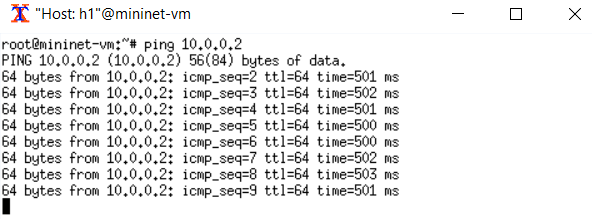 "Host: h1"@mininet-vm
root@mininet-vm:~# ping 10.0.0.2
PING 10.0.0.2 (10.0.0.2) 56(84) bytes of data.
64 bytes from 10.0.0.2: icmp_seq=2 ttl=64 time=501 ms
64 bytes from 10.0.0.2: icmp_seq=3 ttl=64 time=502 ms
64 bytes from 10.0.0.2: icmp_seq=4 ttl=64 time=501 ms
64 bytes from 10.0.0.2: icmp_seq=5 ttl=64 time=500 ms
64 bytes from 10.0.0.2: icmp_seq=6 ttl=64 time=500 ms
64 bytes from 10.0.0.2: icmp_seq=7 ttl=64 time=502 ms
64 bytes from 10.0.0.2: icmp_seq=8 ttl=64 time=503 ms
64 bytes from 10.0.0.2: icmp_seq=9 ttl=64 time=501 ms